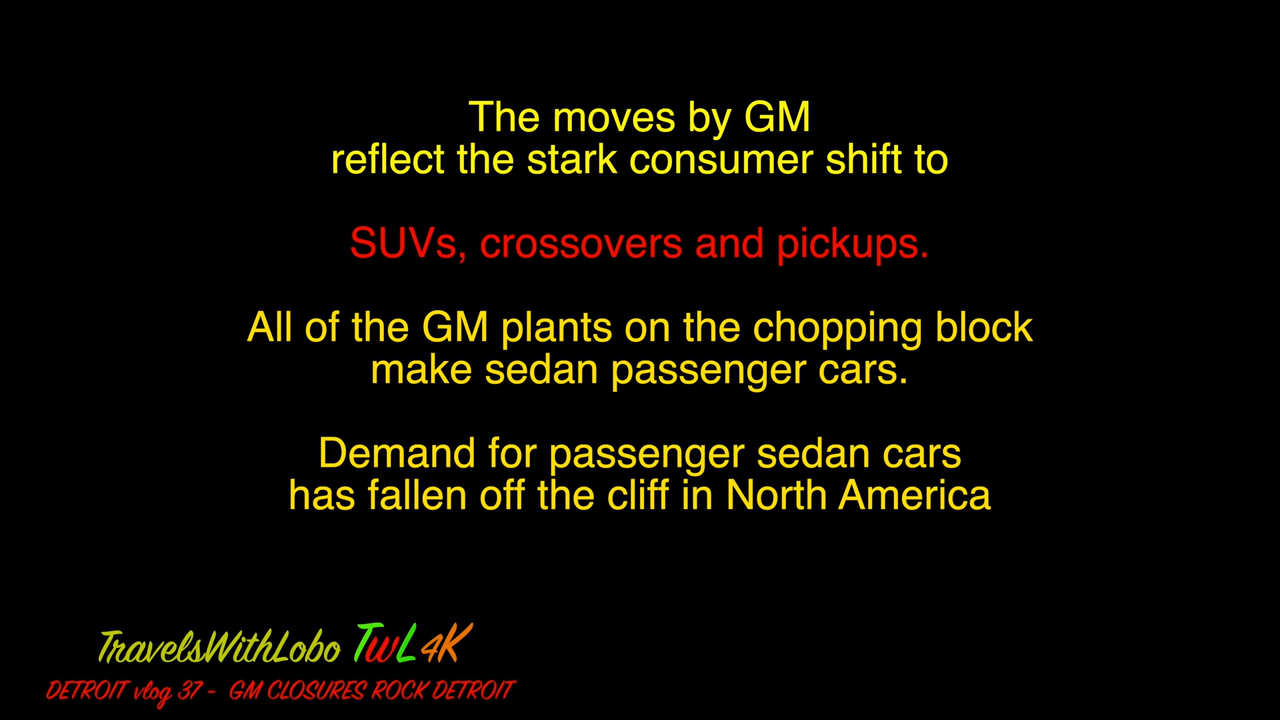 The moves by GM
reflect the stark consumer shift to
SUVs, crossovers and pickups.
All of the GM plants on the chopping block
make sedan passenger cars.
Demand for passenger sedan cars
has fallen off the cliff in North America
TravelsWithLobo TwL 4K
DETROIT vlog 37 - GM CLOSURES ROCK DETROIT